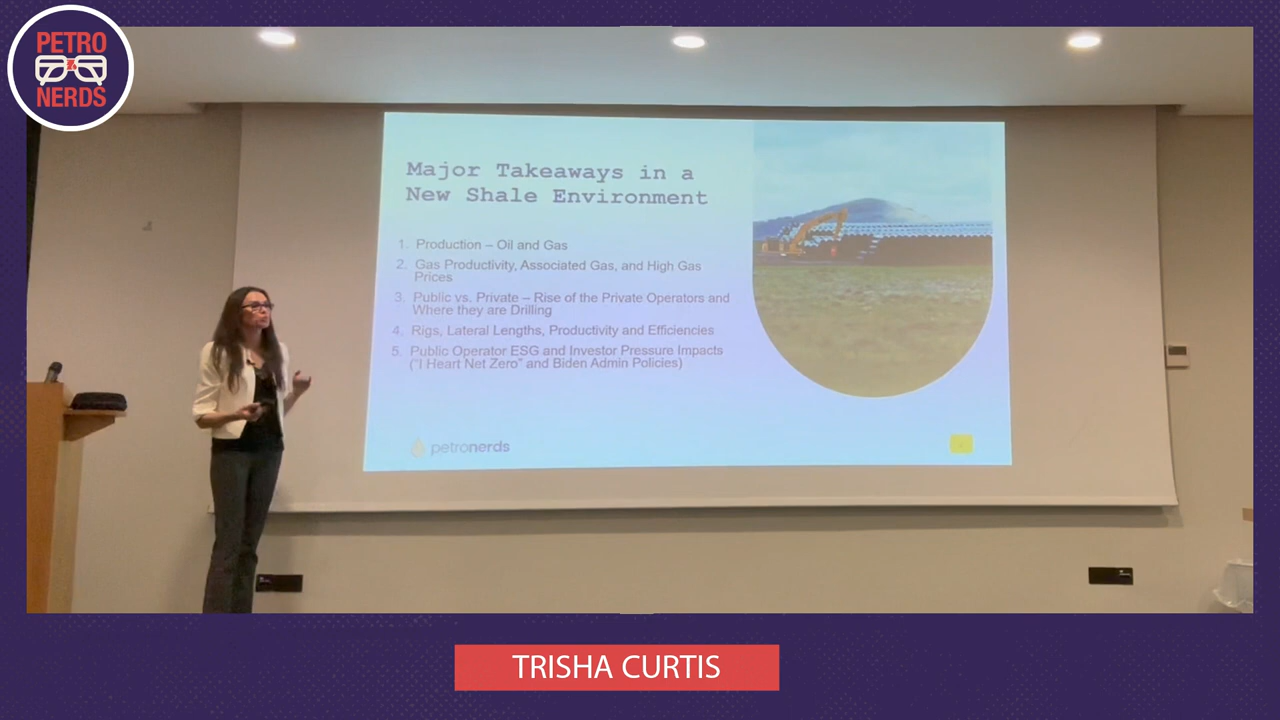 PETRO
NERDS
Major Takeaways in a
New Shale Environment
1. Production – Oil and Gas
2. Gas Productivity, Associated Gas, and High Gas
Prices
3. Public vs. Private – Rise of the Private Operators and
Where they are Drilling
4. Rigs, Lateral Lengths, Productivity and Efficiencies
5. Public Operator ESG and Investor Pressure Impacts
("I Heart Net Zero" and Biden Admin Policies)
petronerds
TRISHA CURTIS